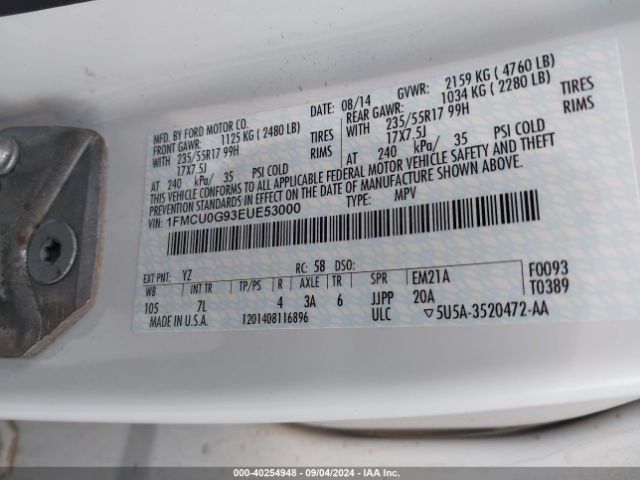 MFD. BY FORD MOTOR CO.
DATE: 08/14 GVWR: 2159 KG ( 4760 LB)
FRONT GAWR: 1125 KG ( 2480 LB) REAR GAWR: 1034 KG ( 2280 LB)
WITH 235/55R17 99H TIRES WITH 235/55R17 99H TIRES
17X7.5J RIMS 17X7.5J RIMS
AT 240 kPa/ 35 PSI COLD AT 240 kPa/ 35 PSI COLD
THIS VEHICLE CONFORMS TO ALL APPLICABLE FEDERAL MOTOR VEHICLE SAFETY AND THEFT
PREVENTION STANDARDS IN EFFECT ON THE DATE OF MANUFACTURE SHOWN ABOVE.
VIN: 1FMCU0G93EUE53000 TYPE: MPV
EXT PNT: YZ RC: 58 DSO: F0093
WB INT TR TP/PS R AXLE TR SPR EM21A T0389
105 7L 4 3A 6 JJPP 20A
MADE IN U.S.A. 1201408116896 ULC ▽5U5A-3520472-AA
000-40254948 - 09/04/2024 - IAA Inc.